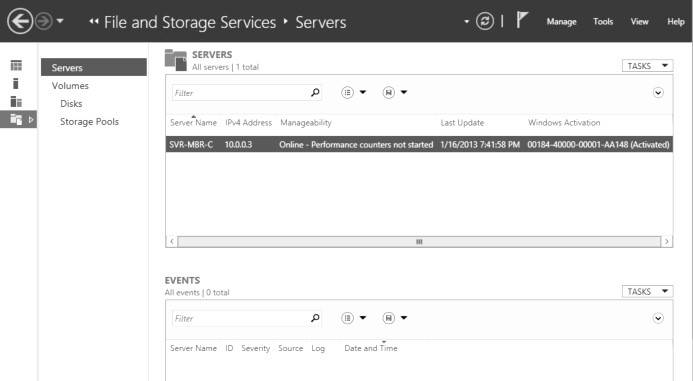 File and Storage Services Servers
Manage Tools View Help
Servers
Volumes
Disks
Storage Pools
SERVERS
All servers | 1 total
TASKS
Filter
Server Name IPv4 Address Manageability Last Update Windows Activation
SVR-MBR-C 10.0.0.3 Online - Performance counters not started 1/16/2013 7:41:58 PM 00184-40000-00001-AA148 (Activated)
EVENTS
All events | 0 total
TASKS
Filter
Server Name ID Severity Source Log Date and Time